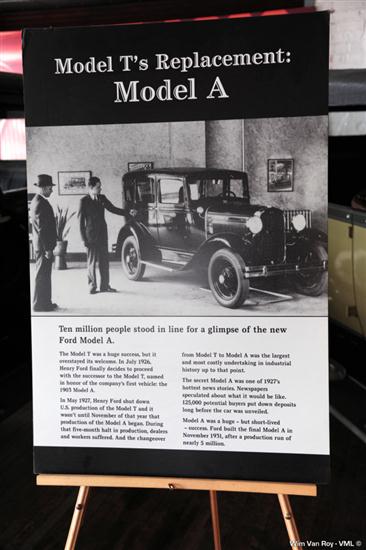 Model T's Replacement:
Model A
Ten million people stood in line for a glimpse of the new
Ford Model A.
The Model T was a huge success, but it
overstayed its welcome. In July 1926,
Henry Ford finally decides to proceed
with the successor to the Model T, named
in honor of the company's first vehicle: the
1903 Model A.
In May 1927, Henry Ford shut down
U.S. production of the Model T and it
wasn't until November of that year that
production of the Model A began. During
that five-month halt in production, dealers
and workers suffered. And the changeover
from Model T to Model A was the largest
and most costly undertaking in industrial
history up to that point.
The secret Model A was one of 1927's
hottest news stories. Newspapers
speculated about what it would be like.
125,000 potential buyers put down deposits
long before the car was unveiled.
Model A was a huge - but short-lived
- success. Ford built the final Model A in
November 1931, after a production run of
nearly 5 million.
Wim Van Roy - VML ©